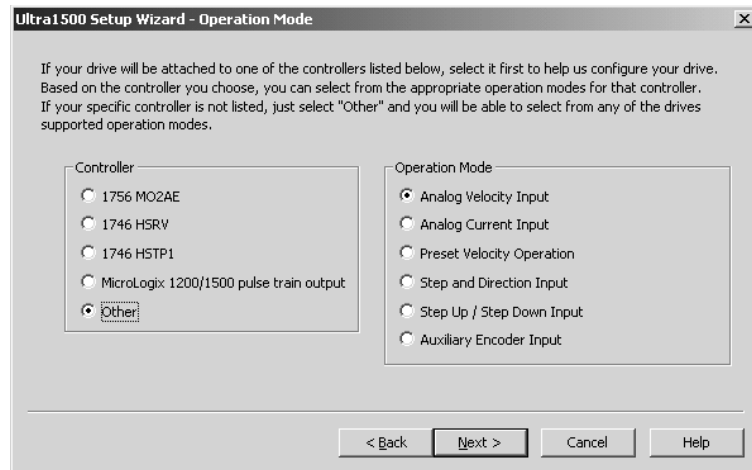 Ultra1500 Setup Wizard - Operation Mode
If your drive will be attached to one of the controllers listed below, select it first to help us configure your drive.
Based on the controller you choose, you can select from the appropriate operation modes for that controller.
If your specific controller is not listed, just select "Other" and you will be able to select from any of the drives
supported operation modes.
Controller
1756 MO2AE
1746 HSRV
1746 HSTP1
MicroLogix 1200/1500 pulse train output
Other
Operation Mode
Analog Velocity Input
Analog Current Input
Preset Velocity Operation
Step and Direction Input
Step Up / Step Down Input
Auxiliary Encoder Input
< Back
Next >
Cancel
Help